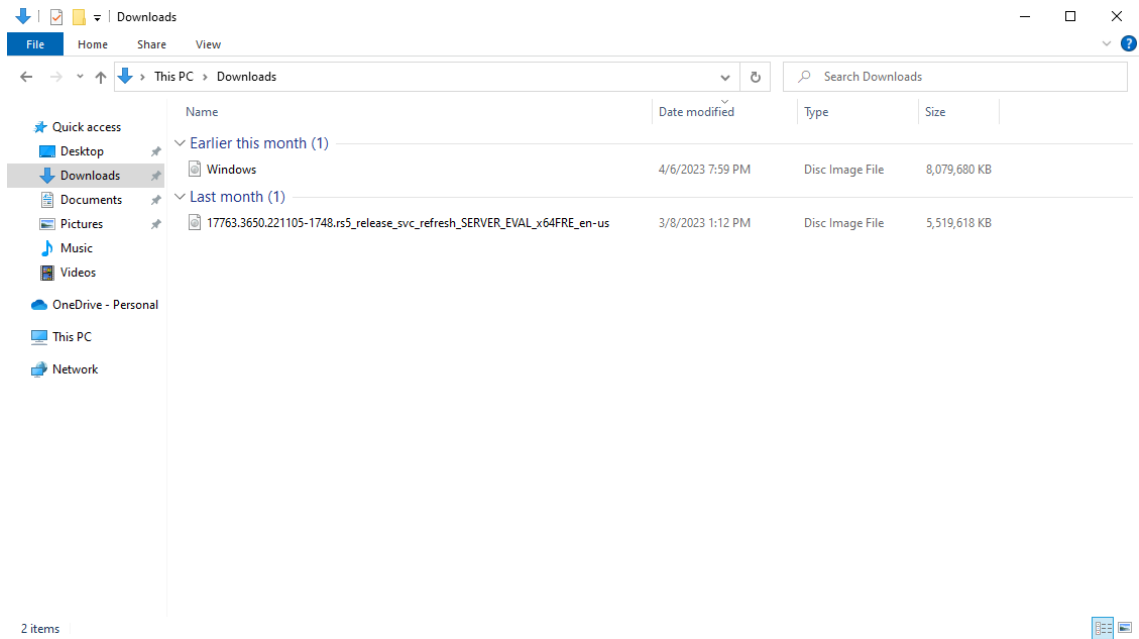 Downloads
File Home Share View
This PC > Downloads
Search Downloads
Name Date modified Type Size
Quick access
Desktop
Downloads
Documents
Pictures
Music
Videos
OneDrive - Personal
This PC
Network
Earlier this month (1)
Windows 4/6/2023 7:59 PM Disc Image File 8,079,680 KB
Last month (1)
17763.3650.221105-1748.rs5_release_svc_refresh_SERVER_EVAL_x64FRE_en-us 3/8/2023 1:12 PM Disc Image File 5,519,618 KB
2 items